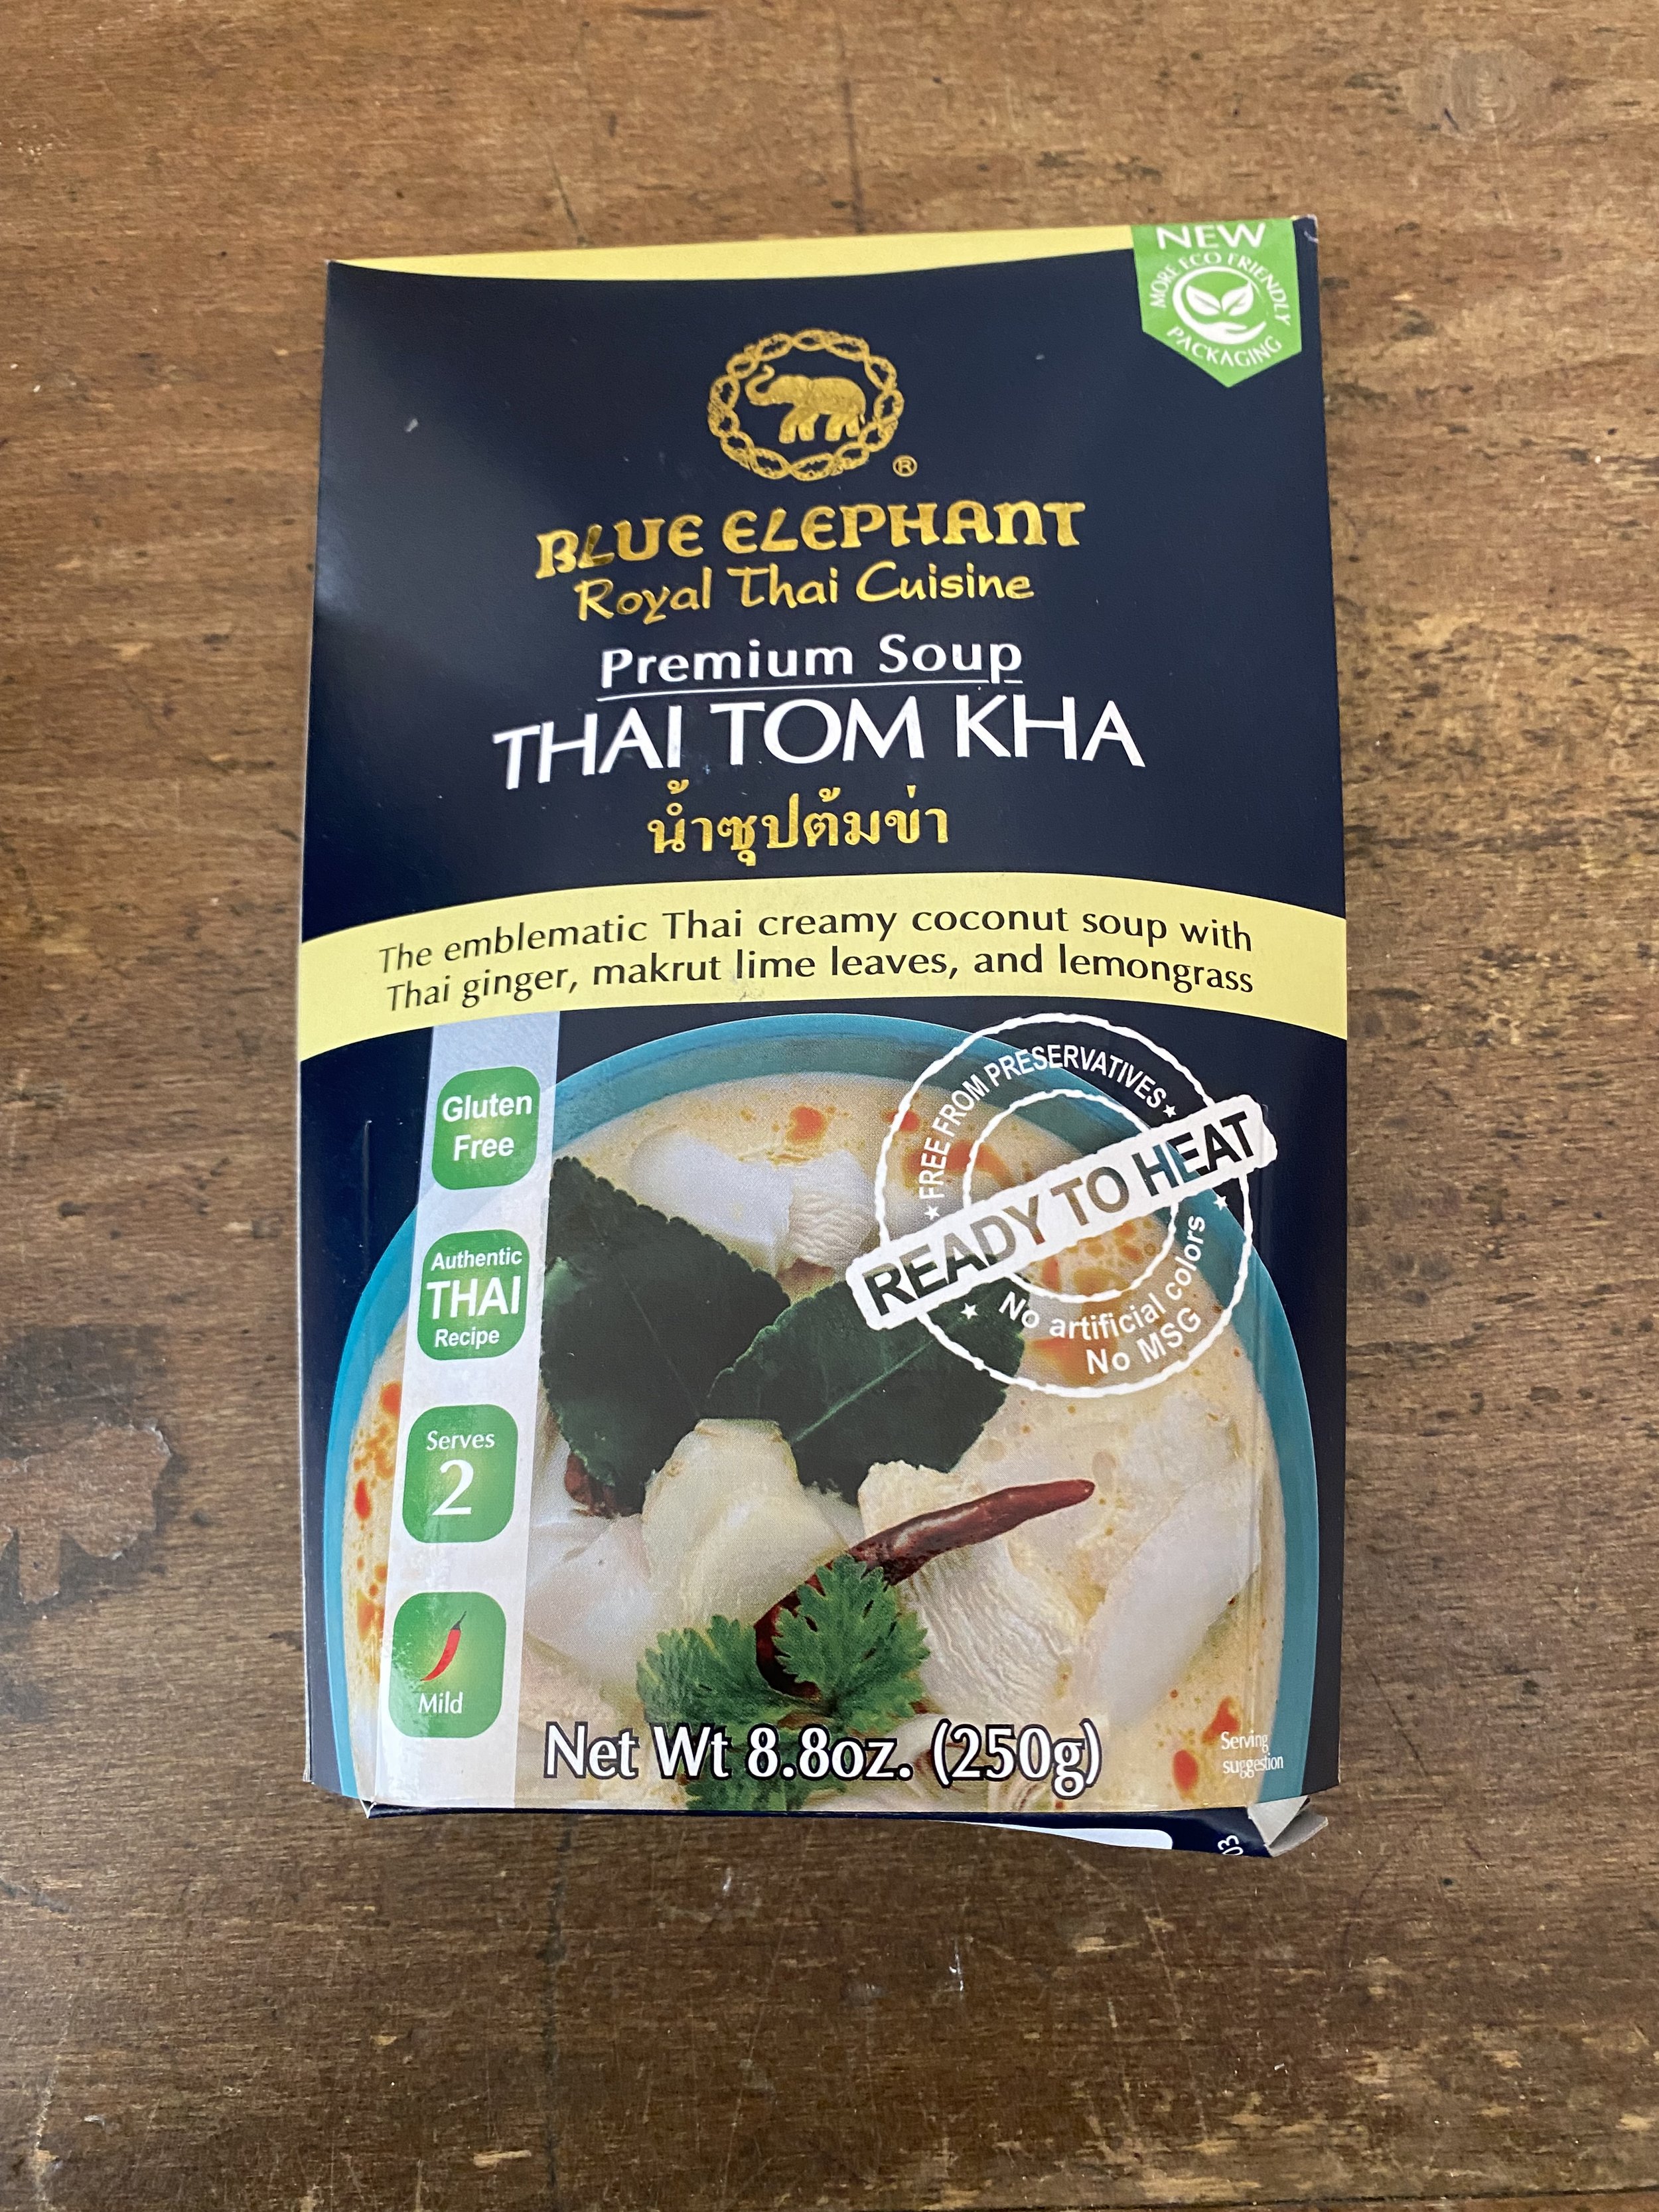 NEW
MORE ECO FRIENDLY
PACKAGING
®
BLUE ELEPHANT
Royal Thai Cuisine
Premium Soup
THAI TOM KHA
น้ำซุปต้มข่า
The emblematic Thai creamy coconut soup with
Thai ginger, makrut lime leaves, and lemongrass
FREE FROM PRESERVATIVES
READY TO HEAT
No artificial colors
No MSG
Gluten
Free
Authentic
THAI
Recipe
Serves
2
Mild
Net Wt 8.8oz. (250g)
Serving
suggestion
03